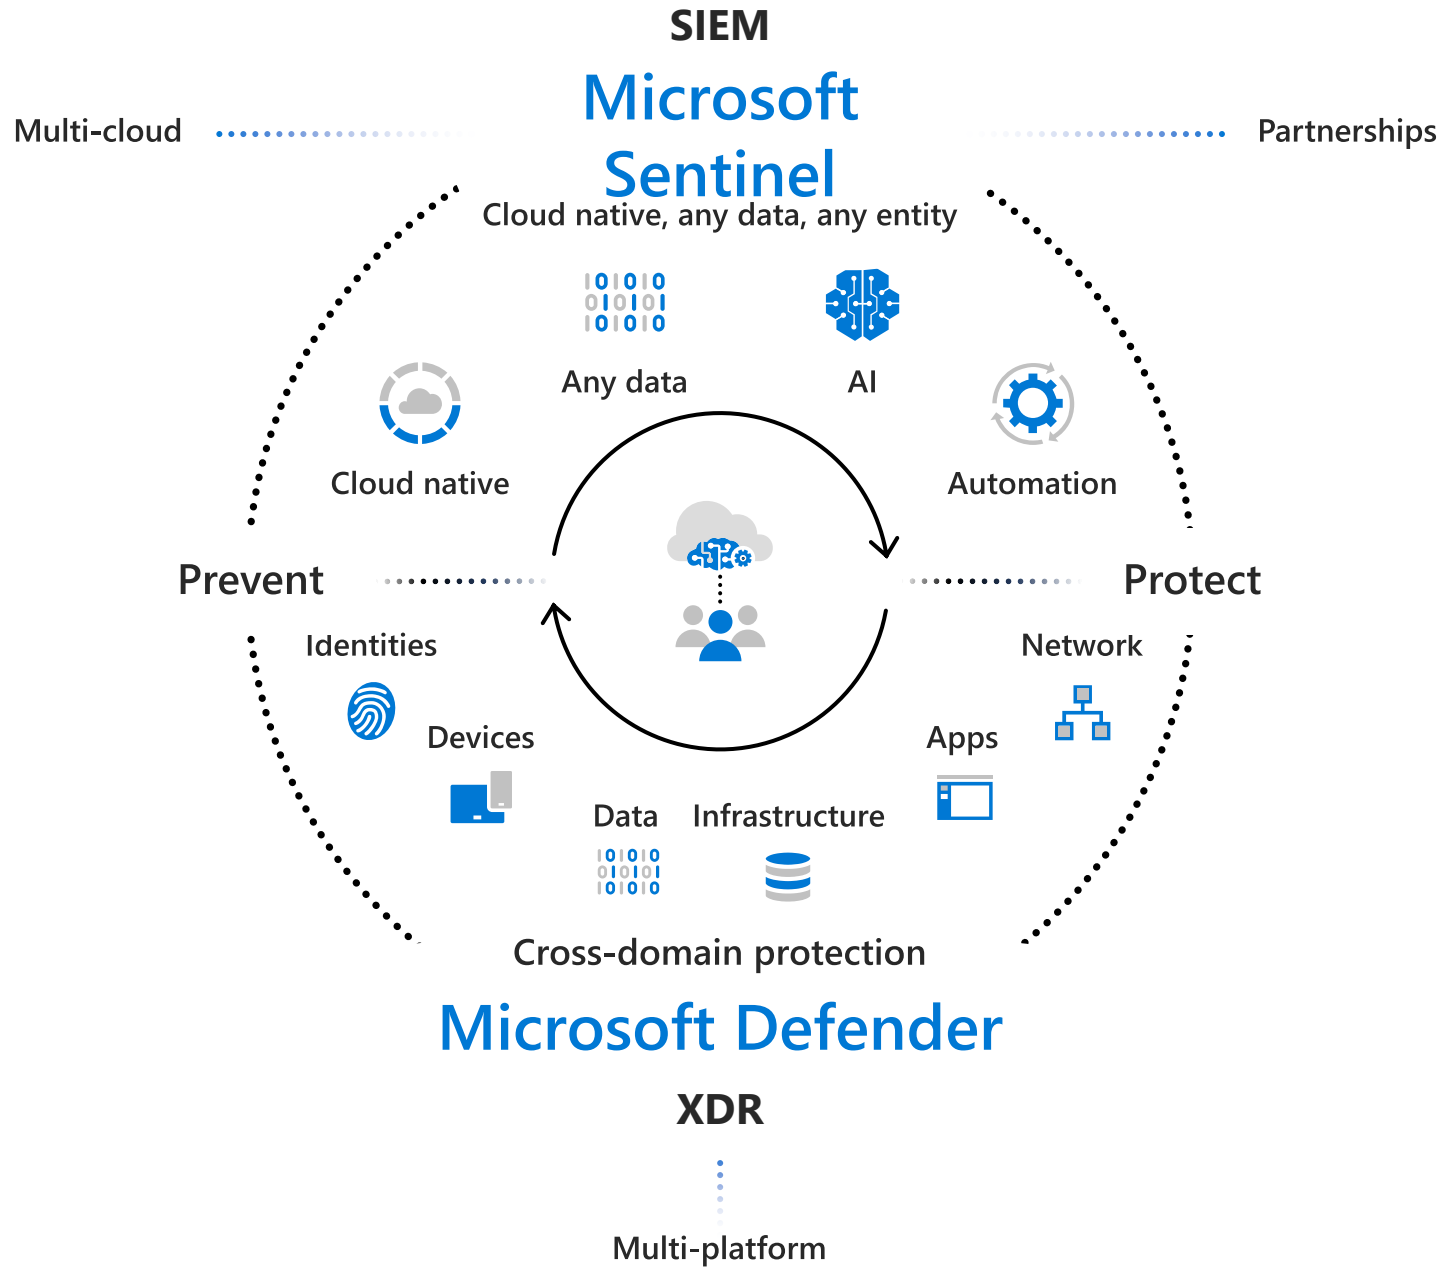 SIEM
Microsoft
Sentinel
Multi-cloud
Partnerships
Cloud native, any data, any entity
Any data
AI
Cloud native
Automation
Prevent
Protect
Identities
Network
Devices
Apps
Data
Infrastructure
Cross-domain protection
Microsoft Defender
XDR
Multi-platform